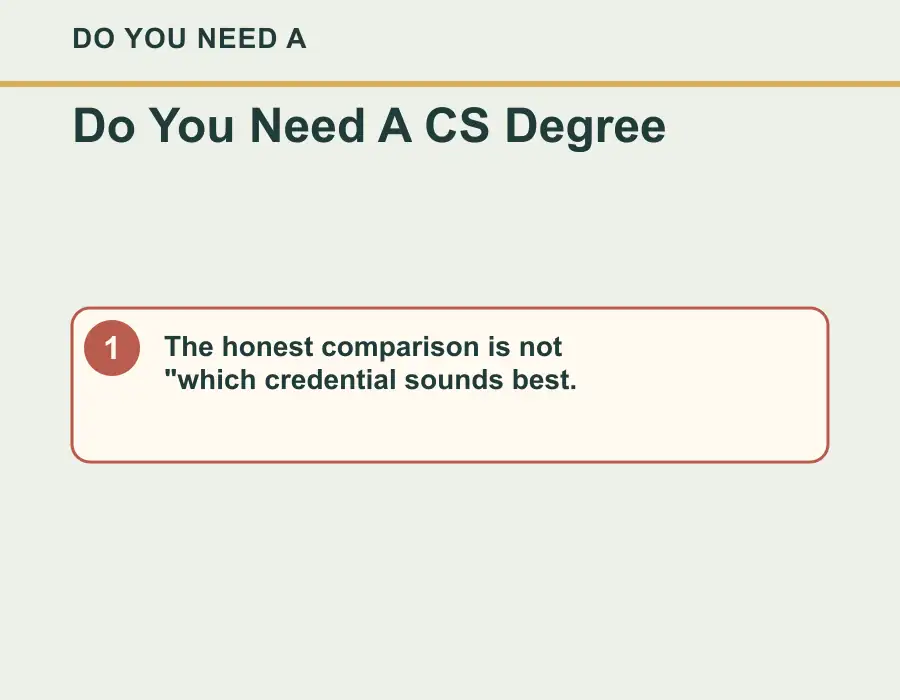 DO YOU NEED A
Do You Need A CS Degree
1
The honest comparison is not
"which credential sounds best.